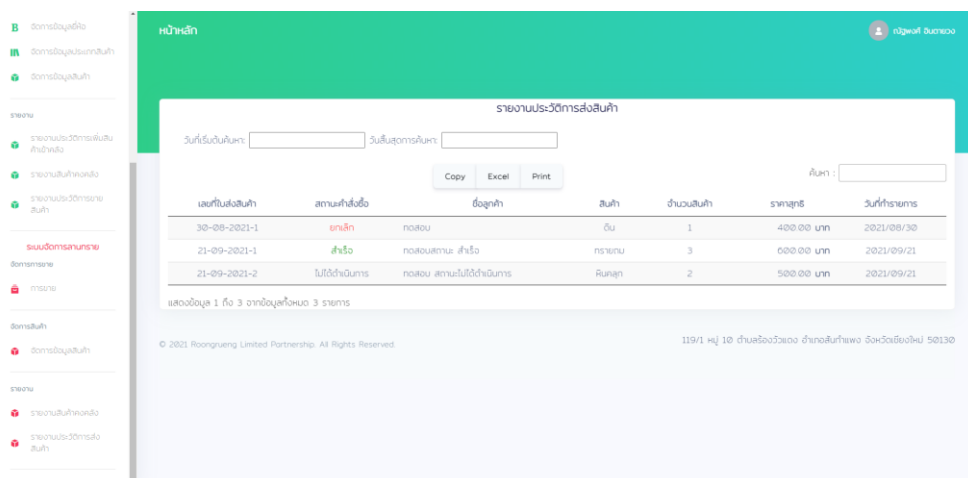 จัดการข้อมูลยี่ห้อ
จัดการข้อมูลประเภทสินค้า
จัดการข้อมูลสินค้า
รายงาน
รายงานประวัติการเพิ่มสิน
ค้าเข้าคลัง
รายงานสินค้าคงคลัง
รายงานประวัติการขาย
สินค้า
ระบบจัดการลานทราย
จัดการการขาย
การขาย
จัดการสินค้า
จัดการข้อมูลสินค้า
รายงาน
รายงานสินค้าคงคลัง
รายงานประวัติการส่ง
สินค้า
หน้าหลัก
ณัฐพงศ์ อินตายวง
รายงานประวัติการส่งสินค้า
วันที่เริ่มต้นค้นหา: วันสิ้นสุดการค้นหา:
Copy Excel Print
ค้นหา :
เลขที่ใบส่งสินค้า สถานะคำสั่งซื้อ ชื่อลูกค้า สินค้า จำนวนสินค้า ราคาสุทธิ วันที่ทำรายการ
30-08-2021-1 ยกเลิก ทดสอบ ดิน 1 400.00 บาท 2021/08/30
21-09-2021-1 สำเร็จ ทดสอบสถานะ สำเร็จ ทรายถม 3 600.00 บาท 2021/09/21
21-09-2021-2 ไม่ได้ดำเนินการ ทดสอบ สถานะไม่ได้ดำเนินการ หินคลุก 2 500.00 บาท 2021/09/21
แสดงข้อมูล 1 ถึง 3 จากข้อมูลทั้งหมด 3 รายการ
© 2021 Roongrueng Limited Partnership. All Rights Reserved.
119/1 หมู่ 10 ตำบลร้องวัวแดง อำเภอสันกำแพง จังหวัดเชียงใหม่ 50130